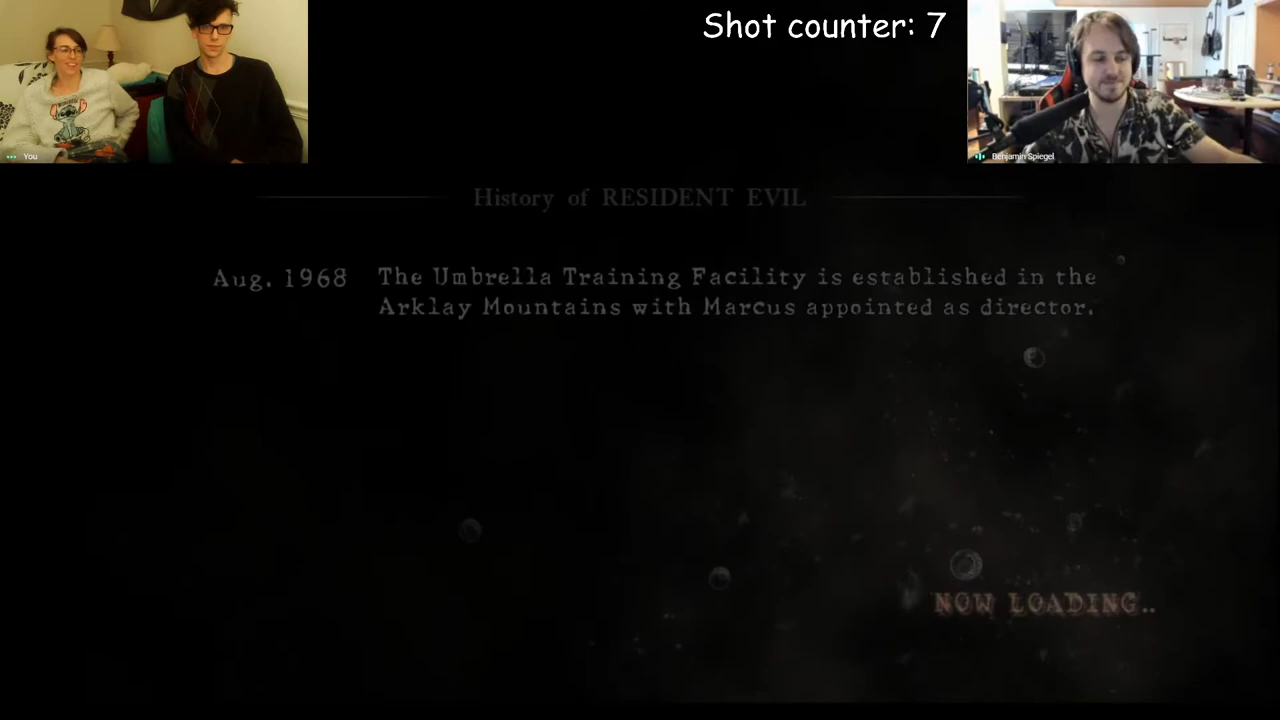 Shot counter: 7
You
Benjamin Spiegel
History of RESIDENT EVIL
Aug. 1968 The Umbrella Training Facility is established in the
Arklay Mountains with Marcus appointed as director.
NOW LOADING..